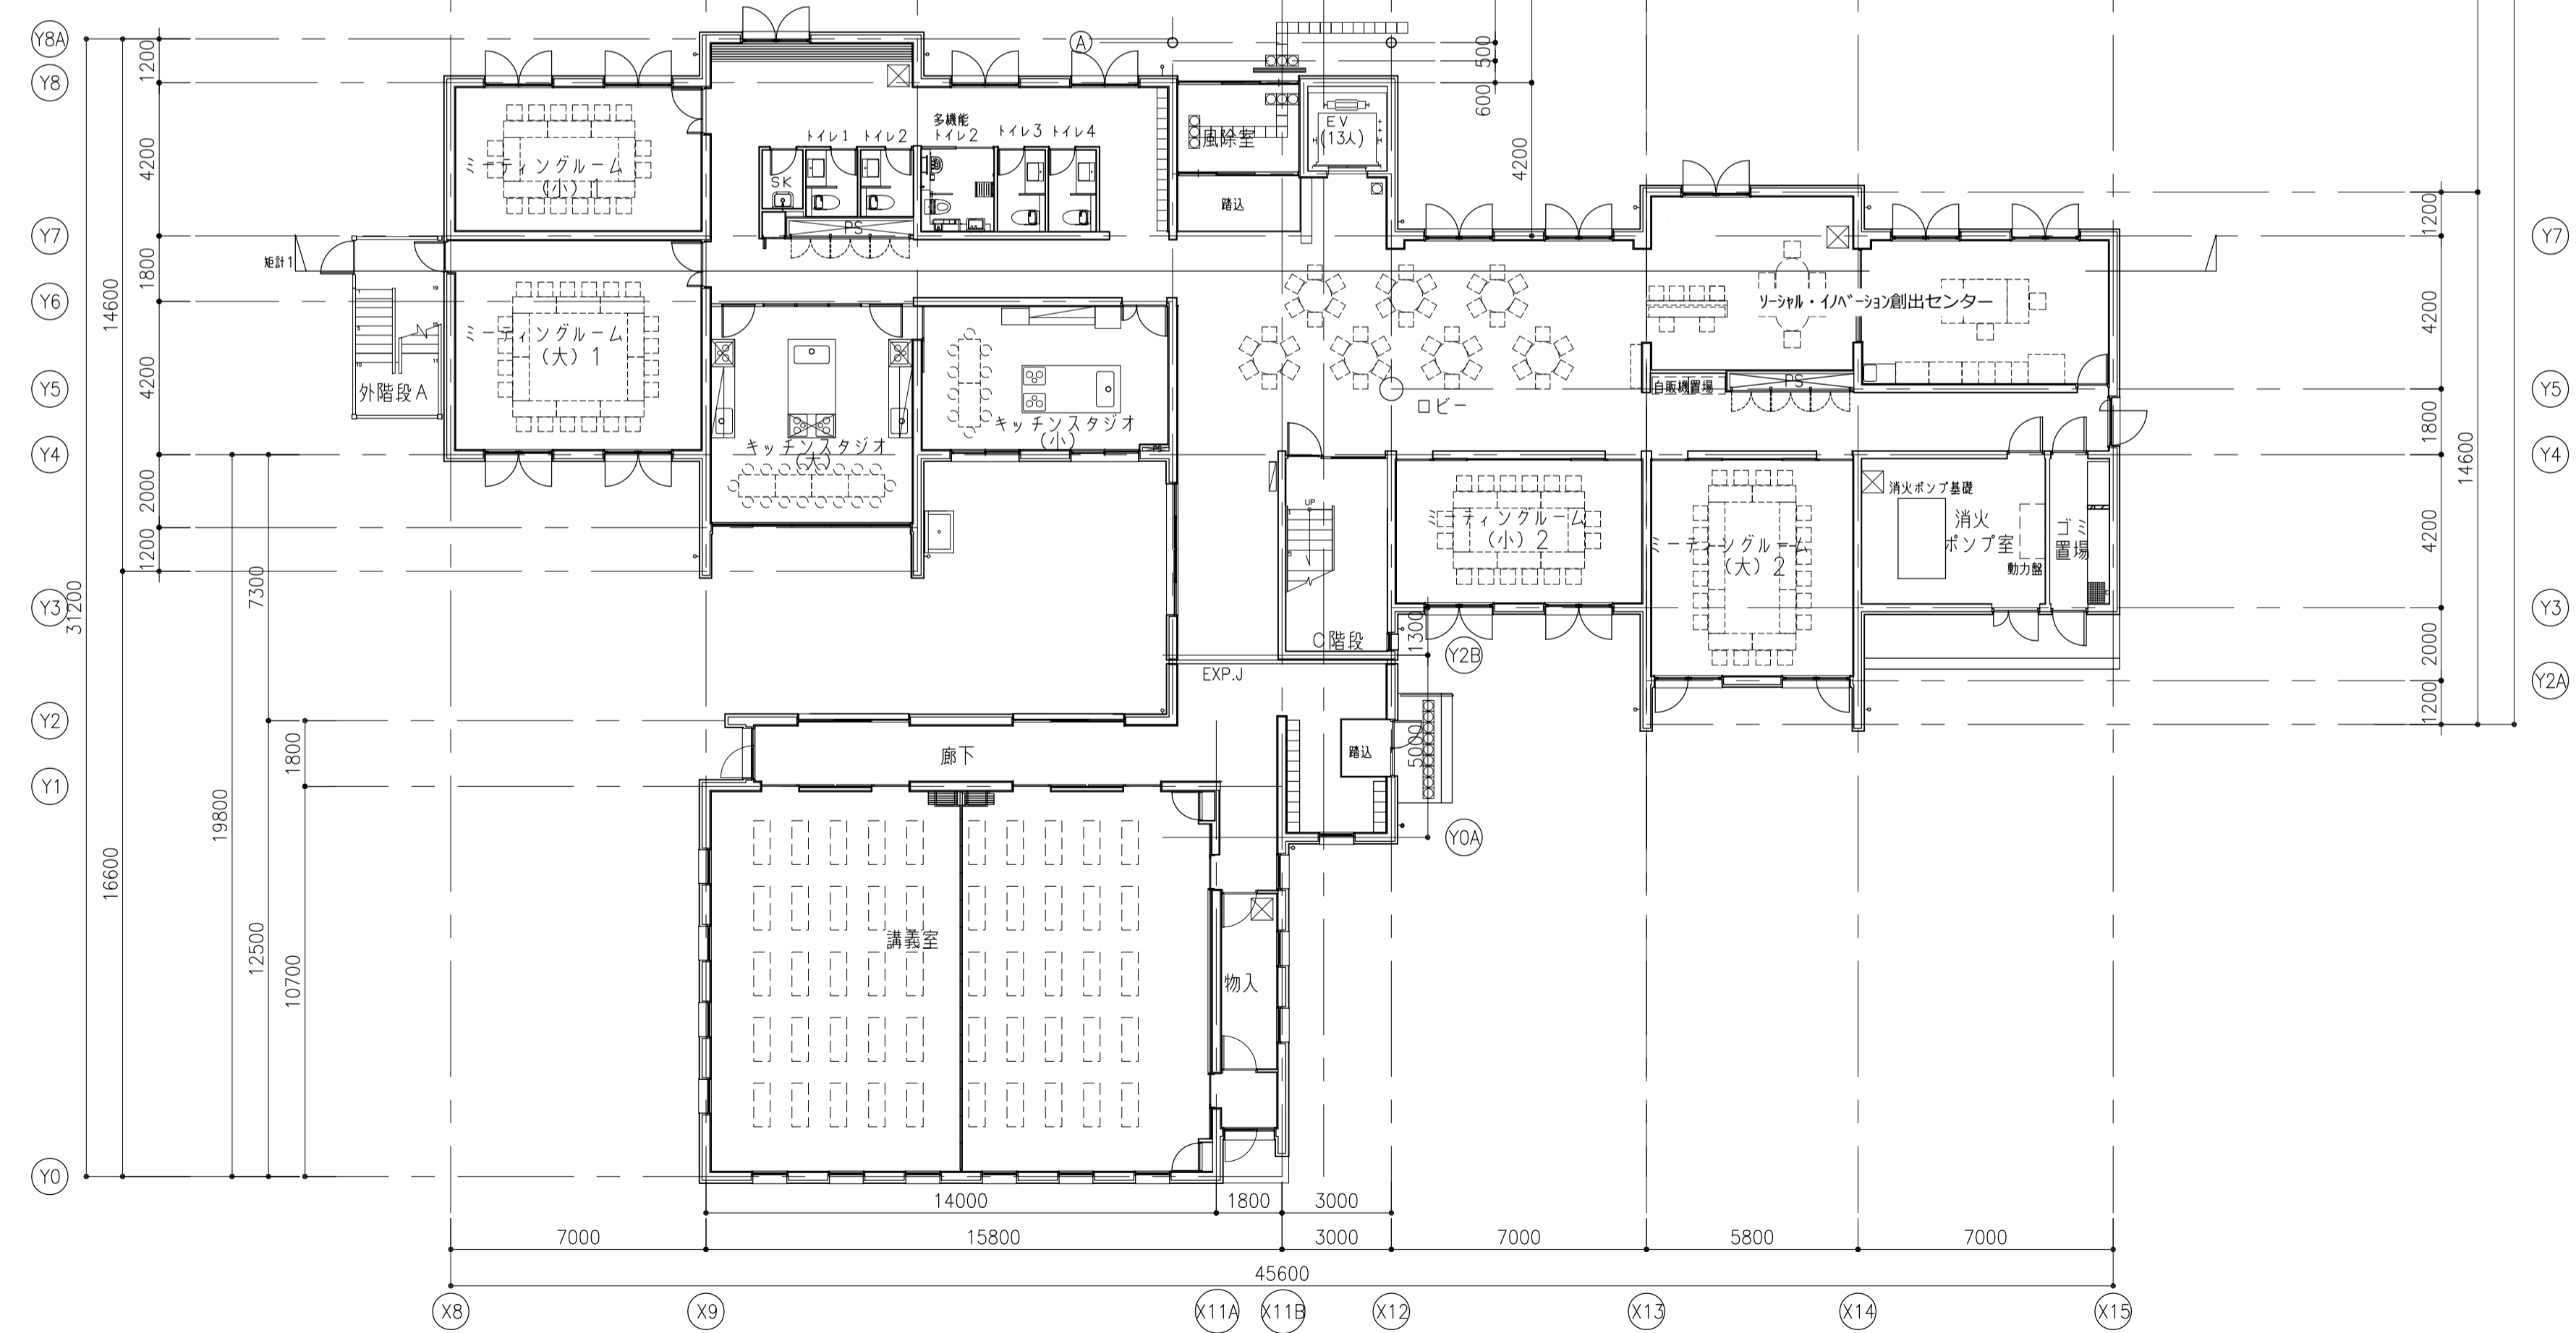 Y8A
Y8
Y7
Y6
Y5
Y4
Y3
Y2
Y1
Y0
31200
14600
16600
1200
4200
1800
4200
2000
1200
19800
7300
12500
1800
10700
A
500
600
4200
ミーティングルーム
(小)1
トイレ1
トイレ2
多機能
トイレ2
トイレ3
トイレ4
SK
PS
風除室
踏込
EV
(13人)
矩計1
ミーティングルーム
(大)1
外階段A
キッチンスタジオ
(大)
キッチンスタジオ
(小)
PS
ロビー
ソーシャル・イノベーション創出センター
自販機置場
PS
UP
C階段
ミーティングルーム
(小)2
ミーティングルーム
(大)2
消火ポンプ基礎
消火
ポンプ室
動力盤
ゴミ
置場
1300
Y2B
EXP.J
踏込
5000
Y0A
廊下
講義室
物入
1200
4200
1800
4200
2000
1200
14600
Y7
Y5
Y4
Y3
Y2A
14000
1800
3000
7000
15800
3000
7000
5800
7000
45600
X8
X9
X11A
X11B
X12
X13
X14
X15